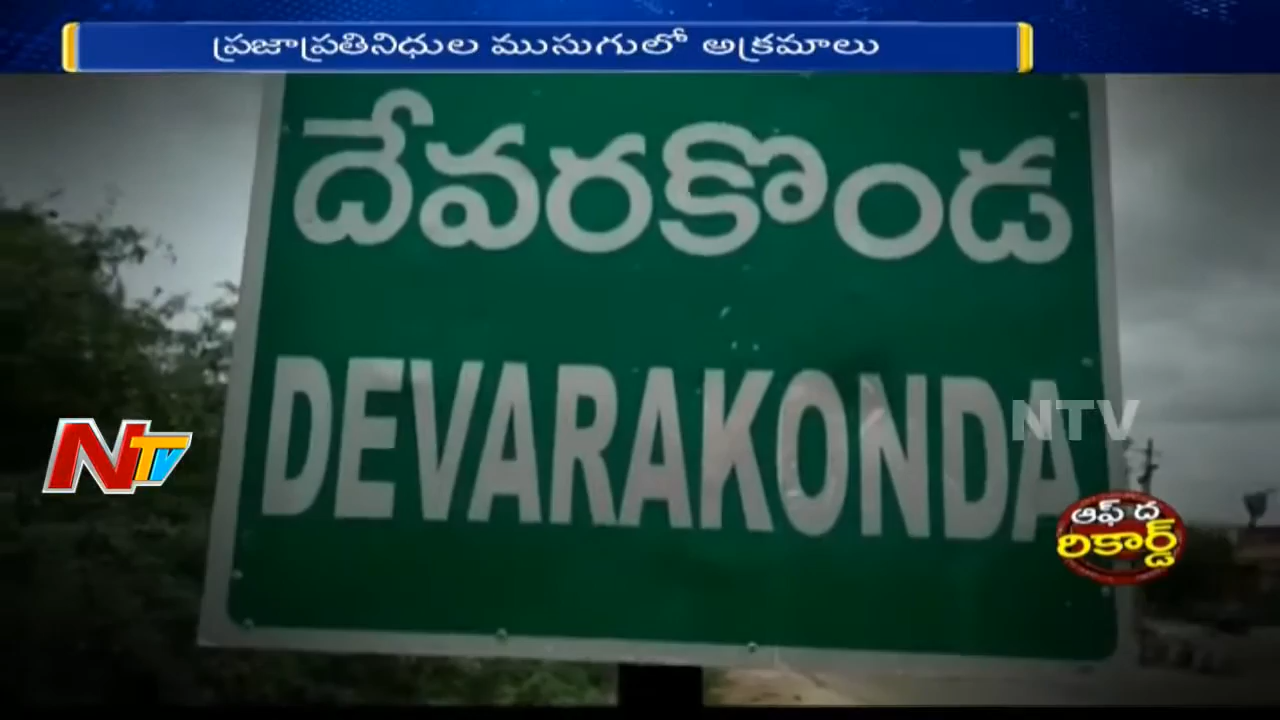 ప్రజాప్రతినిధుల ముసుగులో అక్రమాలు
దేవరకొండ
DEVARAKONDA
NTV
NTV
ఆఫ్ ద
రికార్డ్